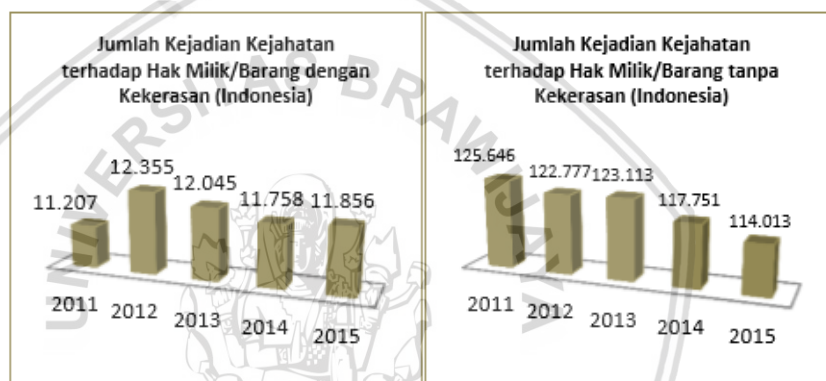 Jumlah Kejadian Kejahatan
terhadap Hak Milik/Barang dengan
Kekerasan (Indonesia)
11.207
12.355
12.045
11.758
11.856
2011
2012
2013
2014
2015
Jumlah Kejadian Kejahatan
terhadap Hak Milik/Barang tanpa
Kekerasan (Indonesia)
125.646
122.777
123.113
117.751
114.013
2011
2012
2013
2014
2015
UNIVERSITAS BRAWIJAYA